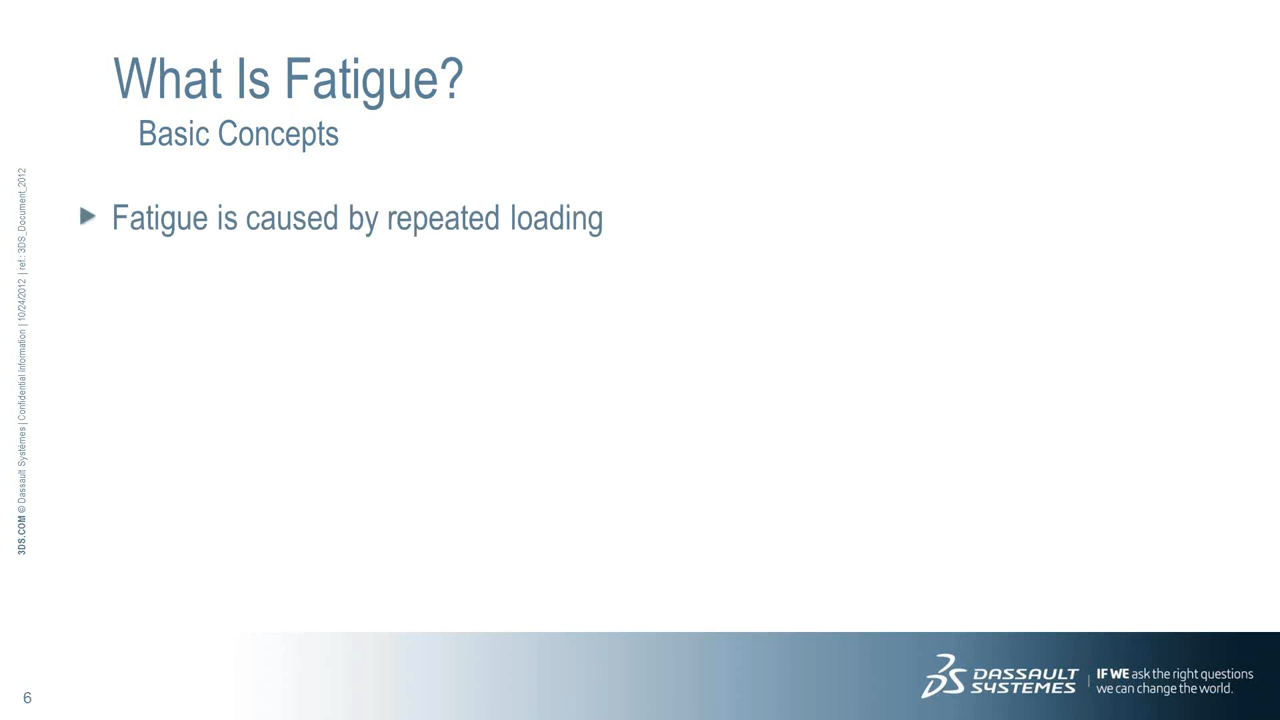 What Is Fatigue?
Basic Concepts
Fatigue is caused by repeated loading
3DS.COM © Dassault Systèmes | Confidential Information | 10/24/2012 | ref.: 3DS_Document_2012
6
DASSAULT
SYSTEMES
IF WE ask the right questions
we can change the world.